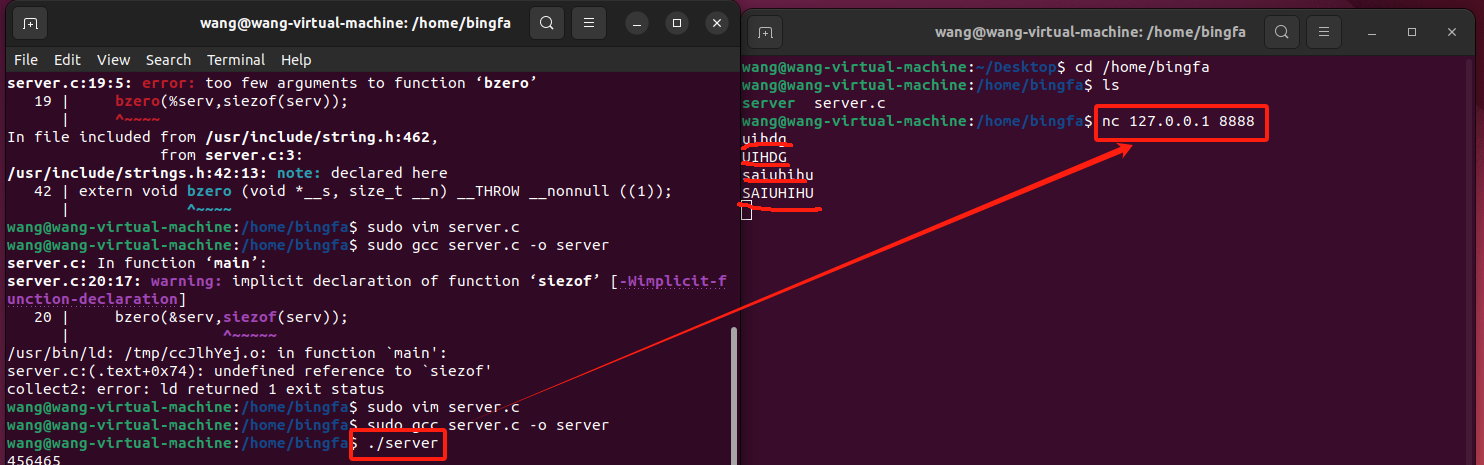 wang@wang-virtual-machine: /home/bingfa
File Edit View Search Terminal Help
server.c:19:5: error: too few arguments to function ‘bzero’
19 | bzero(%serv,siezof(serv));
| ^~~~~
In file included from /usr/include/string.h:462,
from server.c:3:
/usr/include/strings.h:42:13: note: declared here
42 | extern void bzero (void *__s, size_t __n) __THROW __nonnull ((1));
| ^~~~~
wang@wang-virtual-machine:/home/bingfa$ sudo vim server.c
wang@wang-virtual-machine:/home/bingfa$ sudo gcc server.c -o server
server.c: In function ‘main’:
server.c:20:17: warning: implicit declaration of function ‘siezof’ [-Wimplicit-f
unction-declaration]
20 | bzero(&serv,siezof(serv));
| ^~~~~~
/usr/bin/ld: /tmp/ccJlhYej.o: in function `main':
server.c:(.text+0x74): undefined reference to `siezof'
collect2: error: ld returned 1 exit status
wang@wang-virtual-machine:/home/bingfa$ sudo vim server.c
wang@wang-virtual-machine:/home/bingfa$ sudo gcc server.c -o server
wang@wang-virtual-machine:/home/bingfa$ ./server
456465
wang@wang-virtual-machine: /home/bingfa
wang@wang-virtual-machine:~/Desktop$ cd /home/bingfa
wang@wang-virtual-machine:/home/bingfa$ ls
server server.c
wang@wang-virtual-machine:/home/bingfa$ nc 127.0.0.1 8888
uihdg
UIHDG
saiuhihu
SAIUHIHU